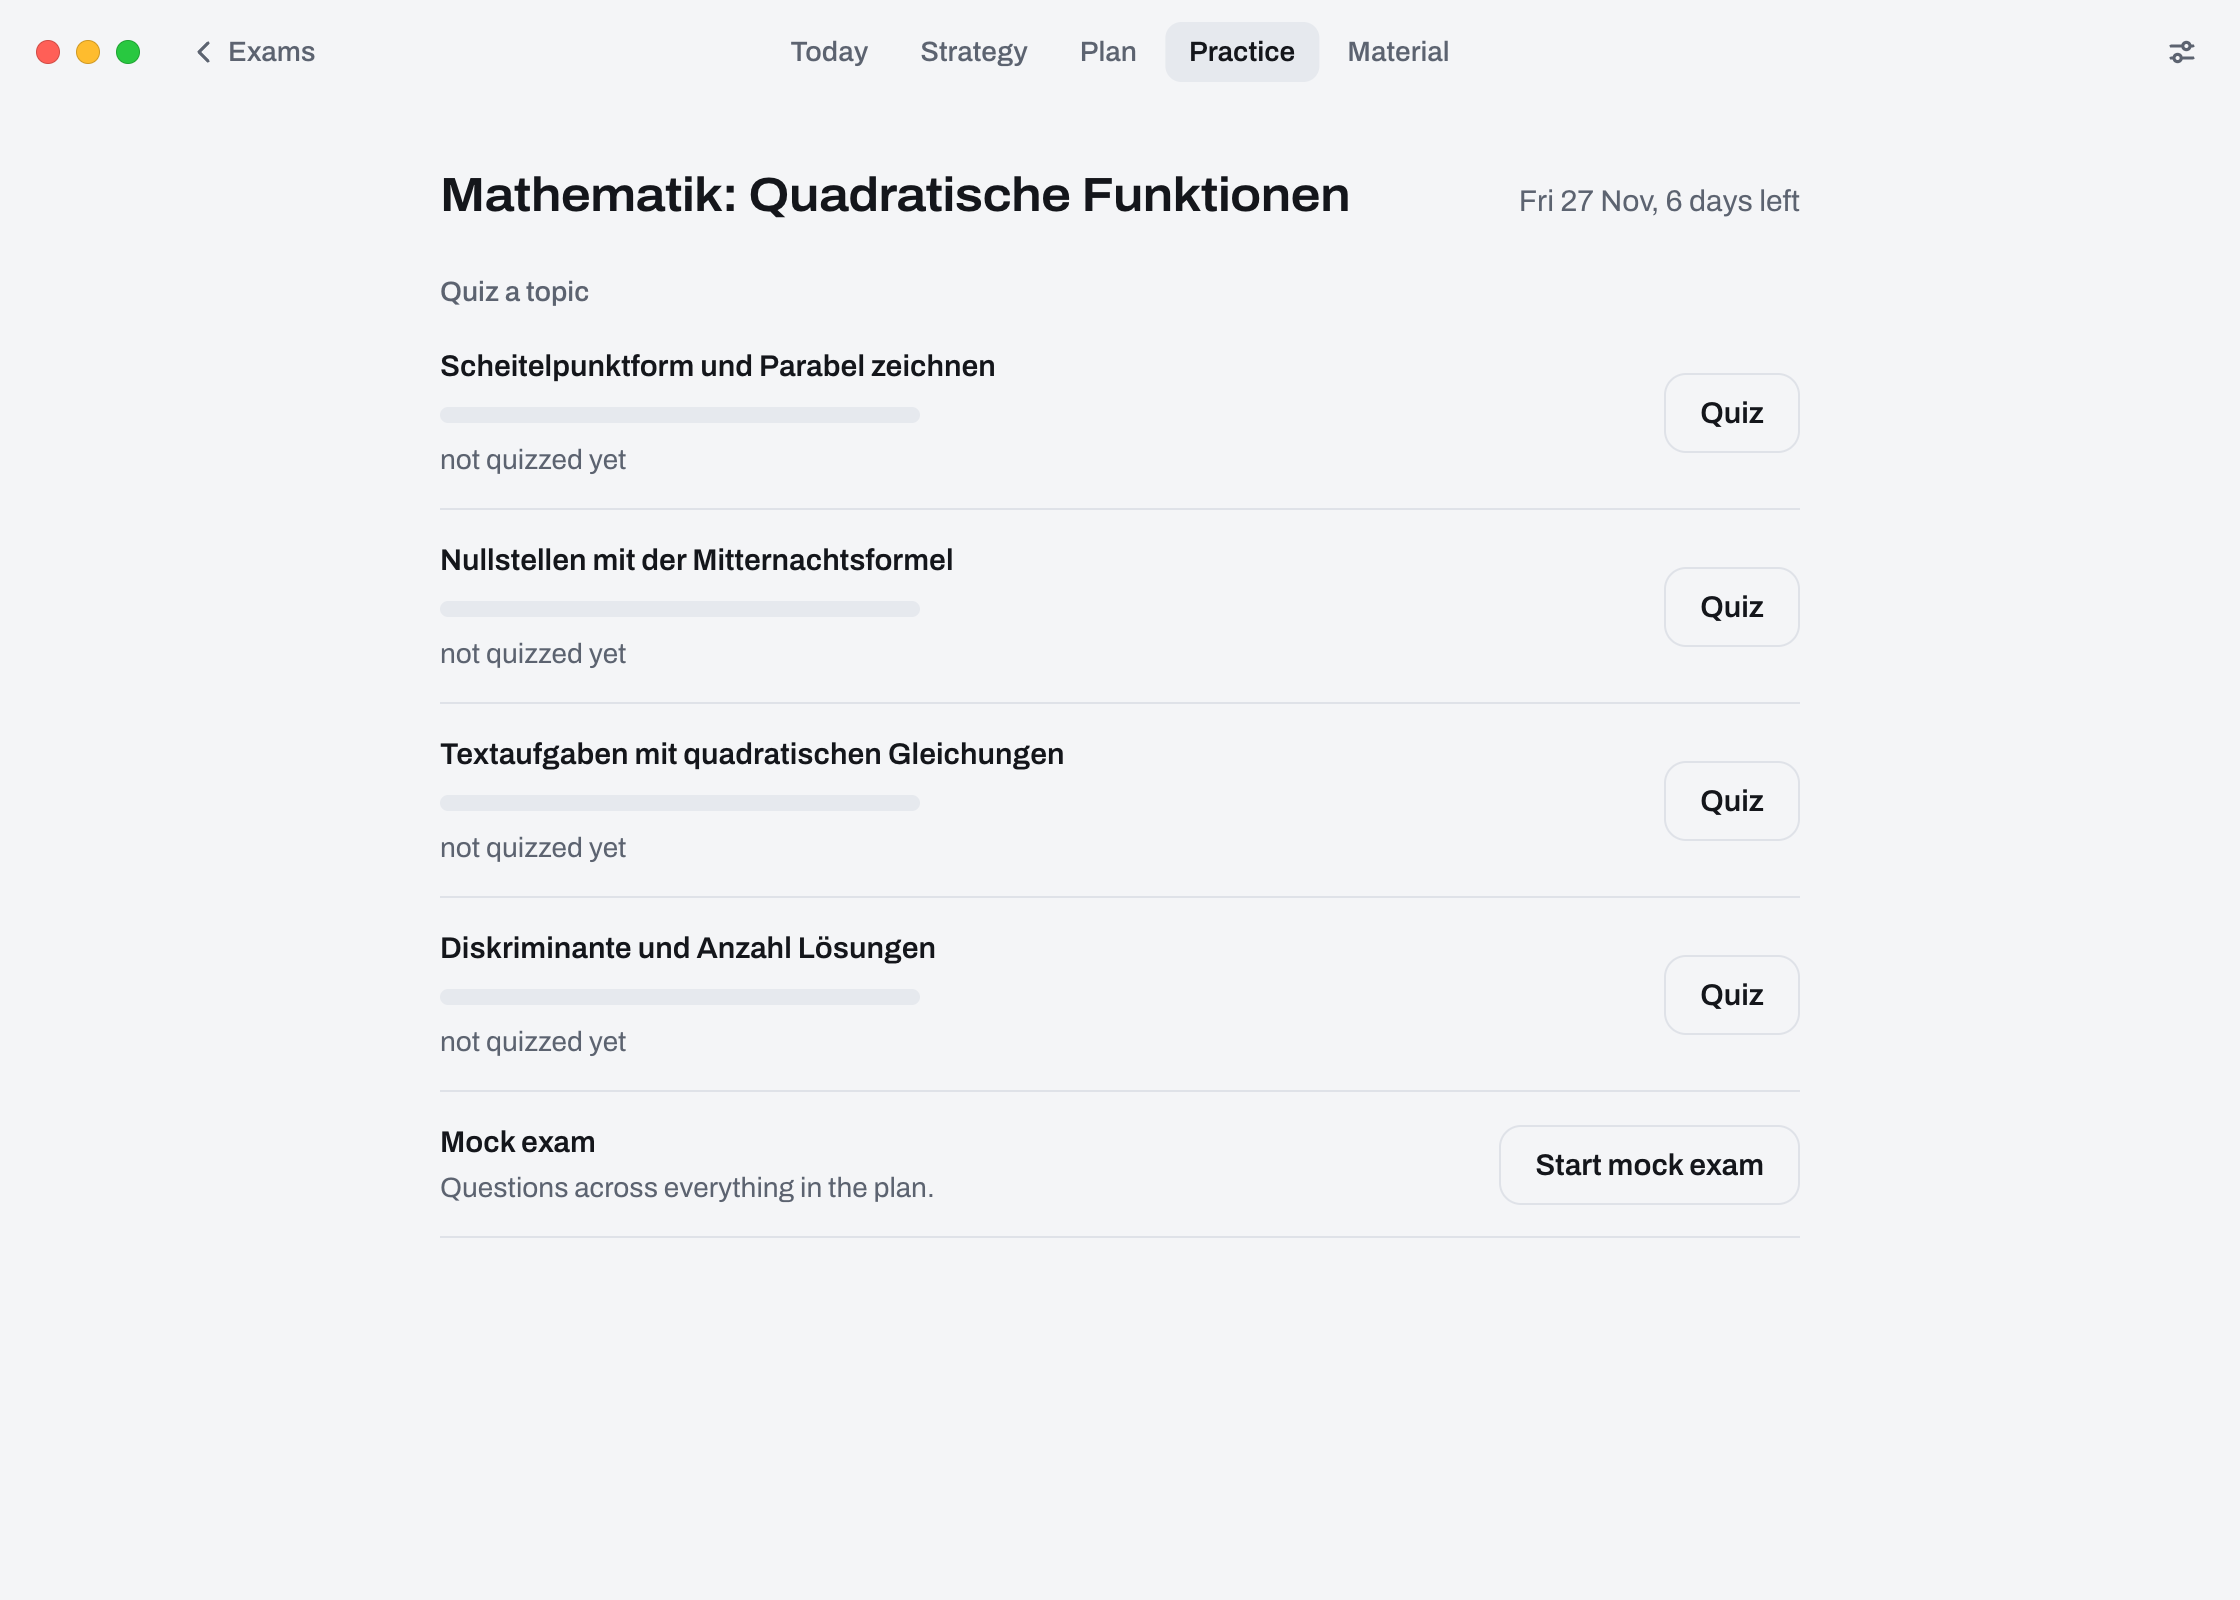 Exams
Today Strategy Plan Practice Material
Mathematik: Quadratische Funktionen
Fri 27 Nov, 6 days left
Quiz a topic
Scheitelpunktform und Parabel zeichnen
not quizzed yet
Quiz
Nullstellen mit der Mitternachtsformel
not quizzed yet
Quiz
Textaufgaben mit quadratischen Gleichungen
not quizzed yet
Quiz
Diskriminante und Anzahl Lösungen
not quizzed yet
Quiz
Mock exam
Questions across everything in the plan.
Start mock exam